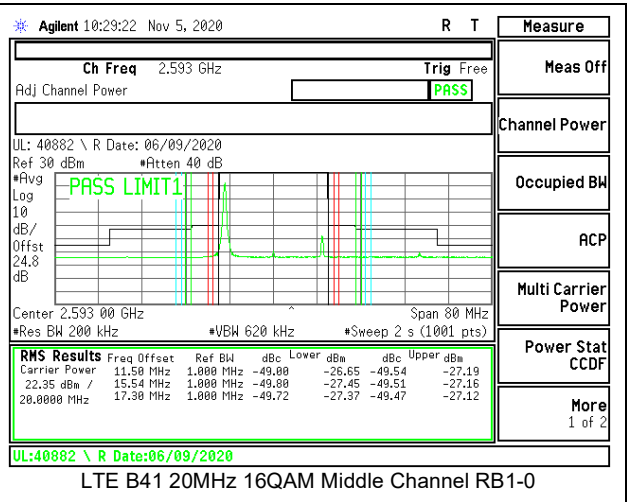 Agilent 10:29:22 Nov 5, 2020 R T
Measure
Ch Freq 2.593 GHz Trig Free
Meas Off
Adj Channel Power PASS
Channel Power
UL: 40882 \ R Date: 06/09/2020
Ref 30 dBm #Atten 40 dB
#Avg
Log
10
dB/
Offst
24.8
dB
PASS LIMIT1
Occupied BW
ACP
Multi Carrier
Power
Center 2.593 00 GHz Span 80 MHz
#Res BW 200 kHz #VBW 620 kHz #Sweep 2 s (1001 pts)
Power Stat
CCDF
RMS Results Freq Offset Ref BW dBc Lower dBm dBc Upper dBm
Carrier Power 11.50 MHz 1.000 MHz -49.00 -26.65 -49.54 -27.19
22.35 dBm / 15.54 MHz 1.000 MHz -49.80 -27.45 -49.51 -27.16
20.0000 MHz 17.30 MHz 1.000 MHz -49.72 -27.37 -49.47 -27.12
More
1 of 2
UL:40882 \ R Date:06/09/2020
LTE B41 20MHz 16QAM Middle Channel RB1-0